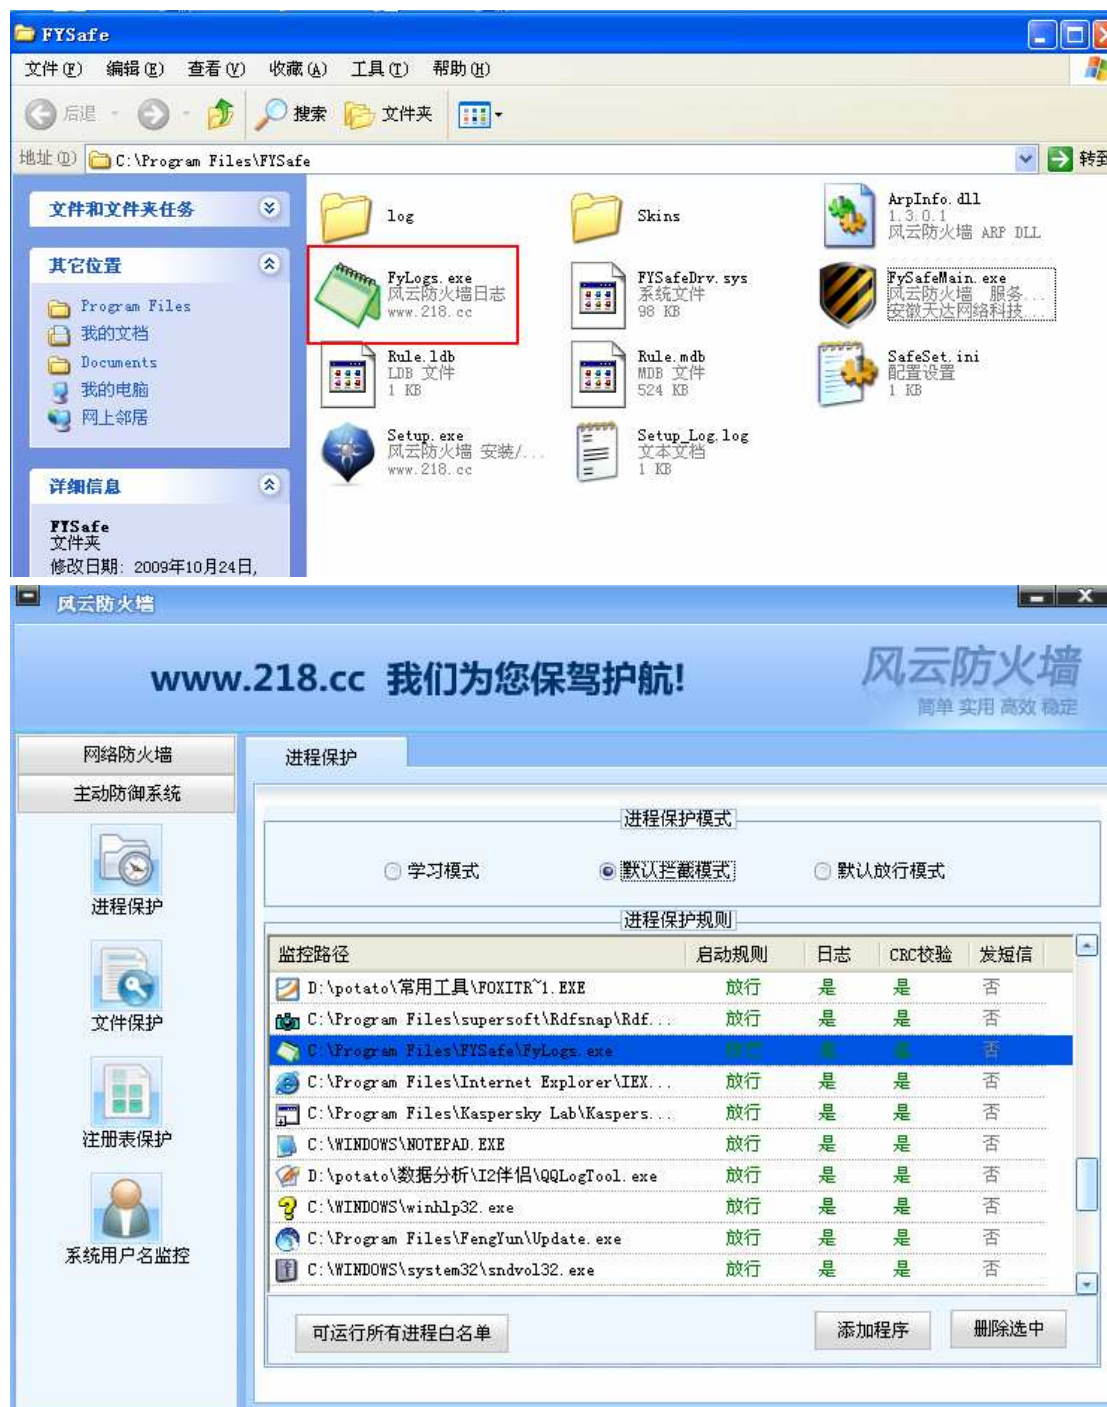 FYSafe
文件(F) 编辑(E) 查看(V) 收藏(A) 工具(T) 帮助(H)
后退 搜索 文件夹
地址(D) C:\Program Files\FYSafe 转到
文件和文件夹任务
其它位置
Program Files
我的文档
Documents
我的电脑
网上邻居
详细信息
FYSafe
文件夹
修改日期: 2009年10月24日,
log
Skins
ArpInfo.dll
1.3.0.1
风云防火墙 ARP DLL
FyLogs.exe
风云防火墙日志
www.218.cc
FYSafeDrv.sys
系统文件
98 KB
FySafeMain.exe
风云防火墙 服务...
安徽天达网络科技...
Rule.ldb
LDB 文件
1 KB
Rule.mdb
MDB 文件
524 KB
SafeSet.ini
配置设置
1 KB
Setup.exe
风云防火墙 安装/...
www.218.cc
Setup_Log.log
文本文档
1 KB
风云防火墙
www.218.cc 我们为您保驾护航!
风云防火墙
简单 实用 高效 稳定
网络防火墙
主动防御系统
进程保护
文件保护
注册表保护
系统用户名监控
进程保护
进程保护模式
学习模式 默认拦截模式 默认放行模式
进程保护规则
监控路径 启动规则 日志 CRC校验 发短信
D:\potato\常用工具\FOXITR~1.EXE 放行 是 是 否
C:\Program Files\supersoft\Rdfsnap\Rdf... 放行 是 是 否
C:\Program Files\FYSafe\FyLogs.exe 放行 是 是 否
C:\Program Files\Internet Explorer\IEX... 放行 是 是 否
C:\Program Files\Kaspersky Lab\Kaspers... 放行 是 是 否
C:\WINDOWS\NOTEPAD.EXE 放行 是 是 否
D:\potato\数据分析\I2伴侣\QQLogTool.exe 放行 是 是 否
C:\WINDOWS\winhlp32.exe 放行 是 是 否
C:\Program Files\FengYun\Update.exe 放行 是 是 否
C:\WINDOWS\system32\sndvol32.exe 放行 是 是 否
可运行所有进程白名单 添加程序 删除选中